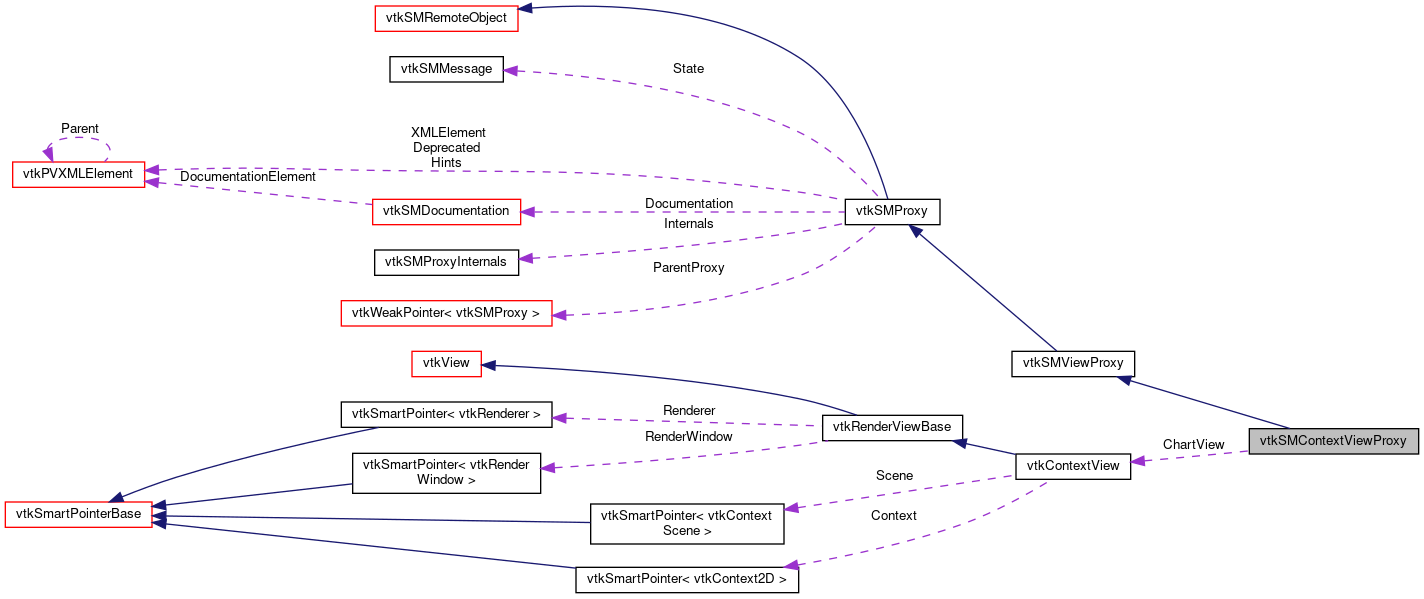 vtkSMRemoteObject
vtkSMMessage
State
Parent
XMLElement
Deprecated
Hints
vtkPVXMLElement
DocumentationElement
vtkSMDocumentation
Documentation
vtkSMProxy
Internals
vtkSMProxyInternals
ParentProxy
vtkWeakPointer< vtkSMProxy >
vtkView
vtkSMViewProxy
vtkSmartPointer< vtkRenderer >
Renderer
vtkRenderViewBase
RenderWindow
vtkSMContextViewProxy
ChartView
vtkSmartPointer< vtkRender
Window >
vtkContextView
Scene
vtkSmartPointerBase
vtkSmartPointer< vtkContext
Scene >
Context
vtkSmartPointer< vtkContext2D >